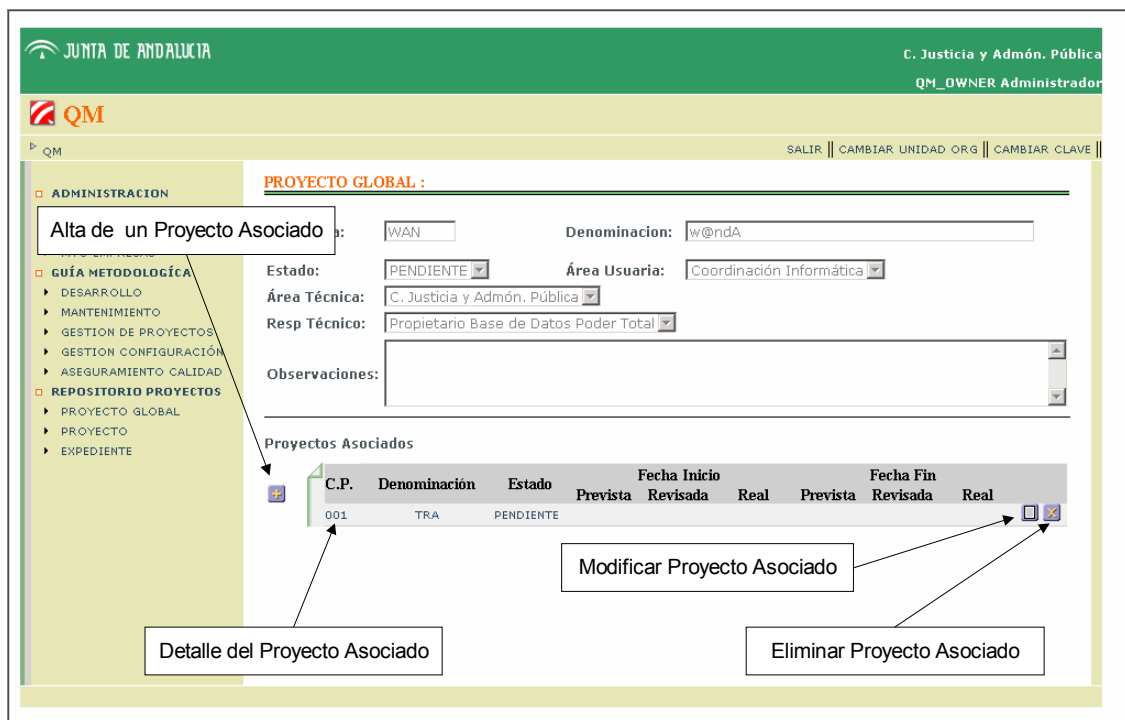 JUNTA DE ANDALUCIA
C. Justicia y Admón. Pública
QM_OWNER Administrador
QM
QM
SALIR || CAMBIAR UNIDAD ORG || CAMBIAR CLAVE ||
ADMINISTRACION
GUÍA METODOLOGÍCA
DESARROLLO
MANTENIMIENTO
GESTION DE PROYECTOS
GESTION CONFIGURACIÓN
ASEGURAMIENTO CALIDAD
REPOSITORIO PROYECTOS
PROYECTO GLOBAL
PROYECTO
EXPEDIENTE
PROYECTO GLOBAL :
Alta de un Proyecto Asociado
WAN Denominacion: w@ndA
Estado: PENDIENTE Área Usuaria: Coordinación Informática
Área Técnica: C. Justicia y Admón. Pública
Resp Técnico: Propietario Base de Datos Poder Total
Observaciones:
Proyectos Asociados
Fecha Inicio Fecha Fin
C.P. Denominación Estado Prevista Revisada Real Prevista Revisada Real
001 TRA PENDIENTE
Modificar Proyecto Asociado
Detalle del Proyecto Asociado
Eliminar Proyecto Asociado